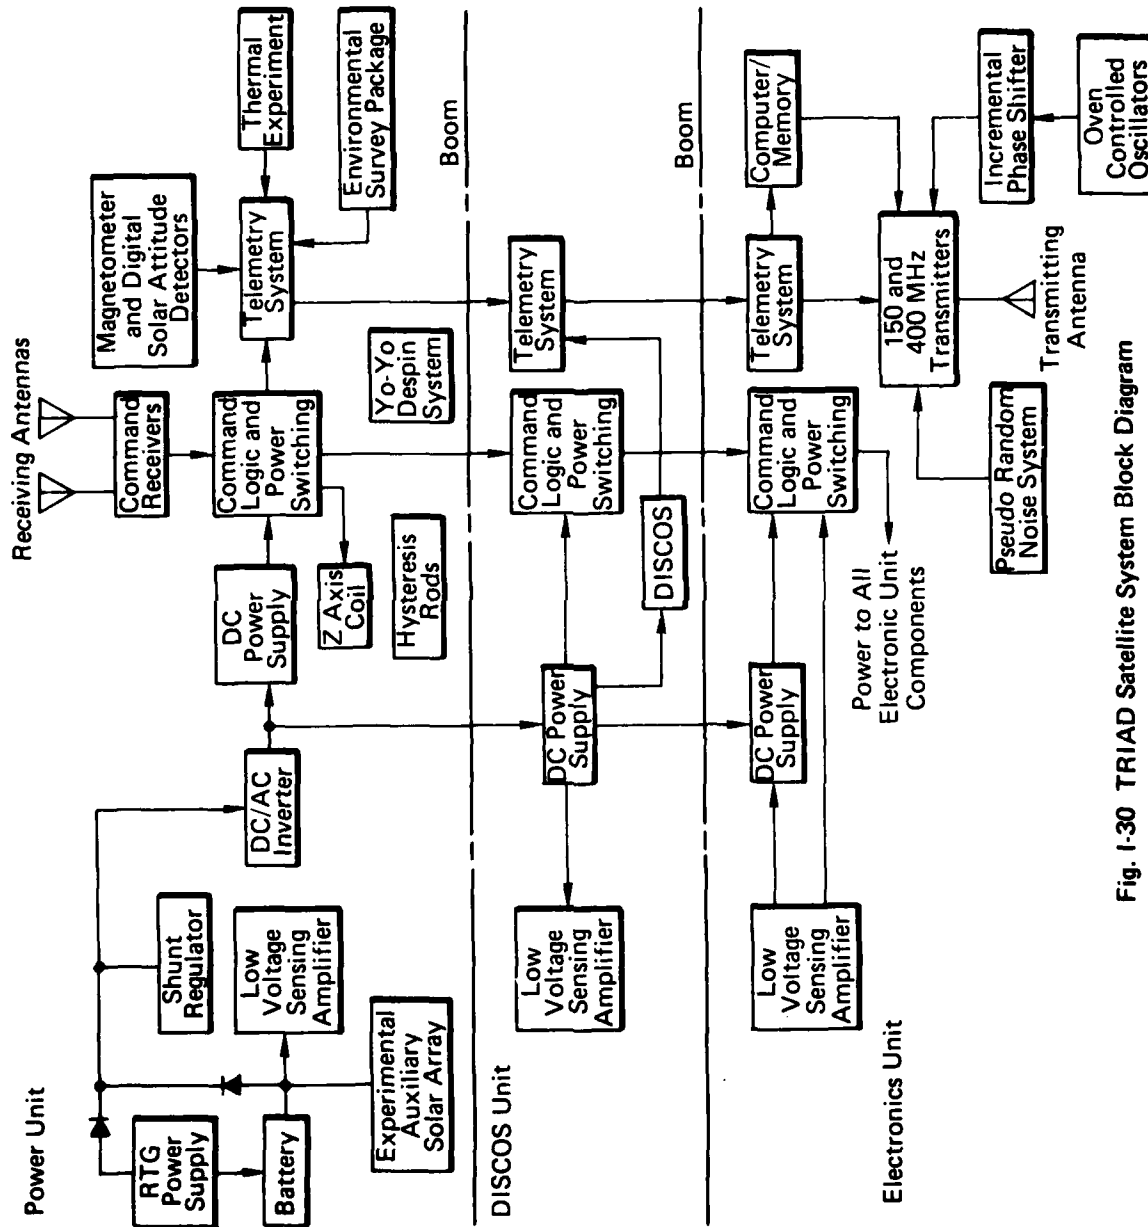 Power Unit
Receiving Antennas
RTG
Power
Supply
Battery
Shunt
Regulator
Low
Voltage
Sensing
Amplifier
Experimental
Auxiliary
Solar Array
DC/AC
Inverter
DC
Power
Supply
Z Axis
Coil
Hysteresis
Rods
Command
Receivers
Command
Logic and
Power
Switching
Yo-Yo
Despin
System
Magnetometer
and Digital
Solar Attitude
Detectors
Telemetry
System
Thermal
Experiment
Environmental
Survey Package
Boom
DISCOS Unit
Low
Voltage
Sensing
Amplifier
DC Power
Supply
DISCOS
Command
Logic and
Power
Switching
Telemetry
System
Boom
Electronics Unit
Low
Voltage
Sensing
Amplifier
DC Power
Supply
Power to All
Electronic Unit
Components
Command
Logic and
Power
Switching
Telemetry
System
Computer/
Memory
Pseudo Random
Noise System
150 and
400 MHz
Transmitters
Transmitting
Antenna
Incremental
Phase Shifter
Oven
Controlled
Oscillators
Fig. I-30 TRIAD Satellite System Block Diagram